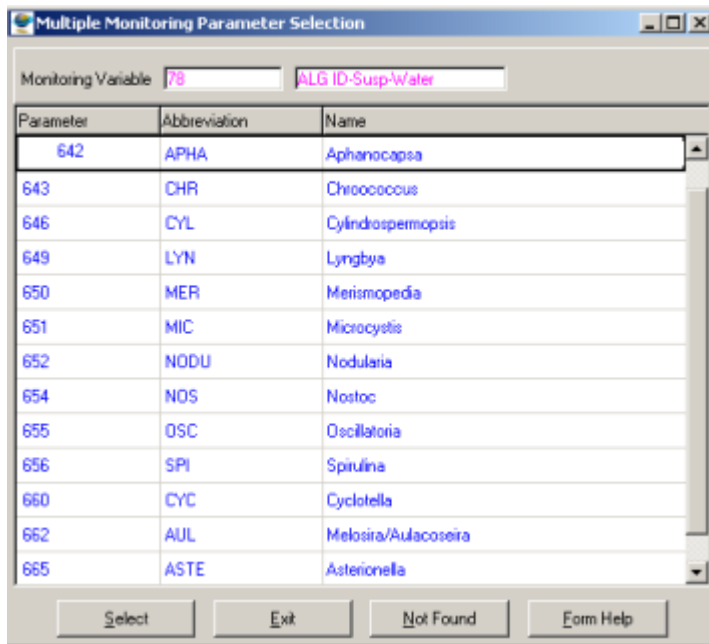 Multiple Monitoring Parameter Selection
Monitoring Variable 78 ALG ID-Susp-Water
Parameter Abbreviation Name
642 APHA Aphanocapsa
643 CHR Chroococcus
646 CYL Cylindrospermopsis
649 LYN Lyngbya
650 MER Merismopedia
651 MIC Microcystis
652 NODU Nodularia
654 NOS Nostoc
655 OSC Oscillatoria
656 SPI Spirulina
660 CYC Cyclotella
662 AUL Melosira/Aulacoseira
665 ASTE Asterionella
Select Exit Not Found Form Help